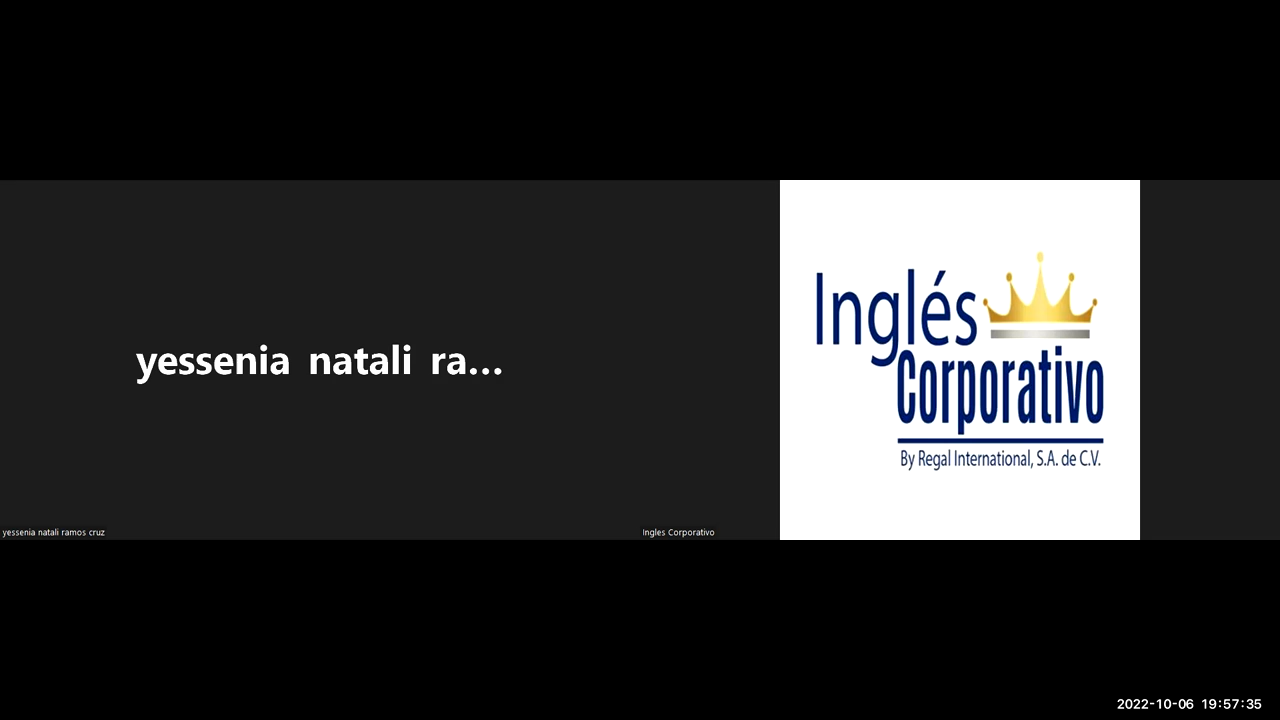 yessenia natali ra...
yessenia natali ramos cruz
Ingles Corporativo
Inglés
Corporativo
By Regal International, S.A. de C.V.
2022-10-06 19:57:35